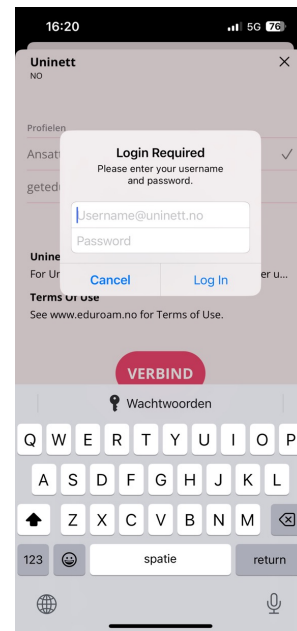 16:20
5G 76
Uninett
NO
Profielen
Ansatt
geted
Login Required
Please enter your username
and password.
Username@uninett.no
Password
Cancel Log In
Unine
For Un er u...
Terms Of Use
See www.eduroam.no for Terms of Use.
VERBIND
Wachtwoorden
Q W E R T Y U I O P
A S D F G H J K L
Z X C V B N M
123 spatie return